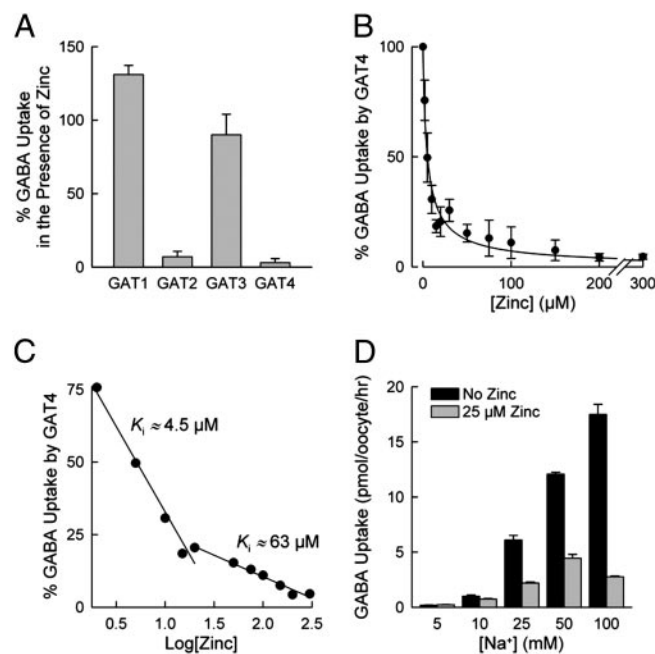 A
% GABA Uptake
in the Presence of Zinc
150
100
50
0
GAT1 GAT2 GAT3 GAT4
B
% GABA Uptake by GAT4
100
50
0
0 100 200 300
[Zinc] (µM)
C
% GABA Uptake by GAT4
75
50
25
0
Kᵢ ≈ 4.5 µM
Kᵢ ≈ 63 µM
0.5 1.0 1.5 2.0 2.5
Log[Zinc]
D
GABA Uptake (pmol/oocyte/hr)
20
15
10
5
0
No Zinc
25 µM Zinc
5 10 25 50 100
[Na⁺] (mM)